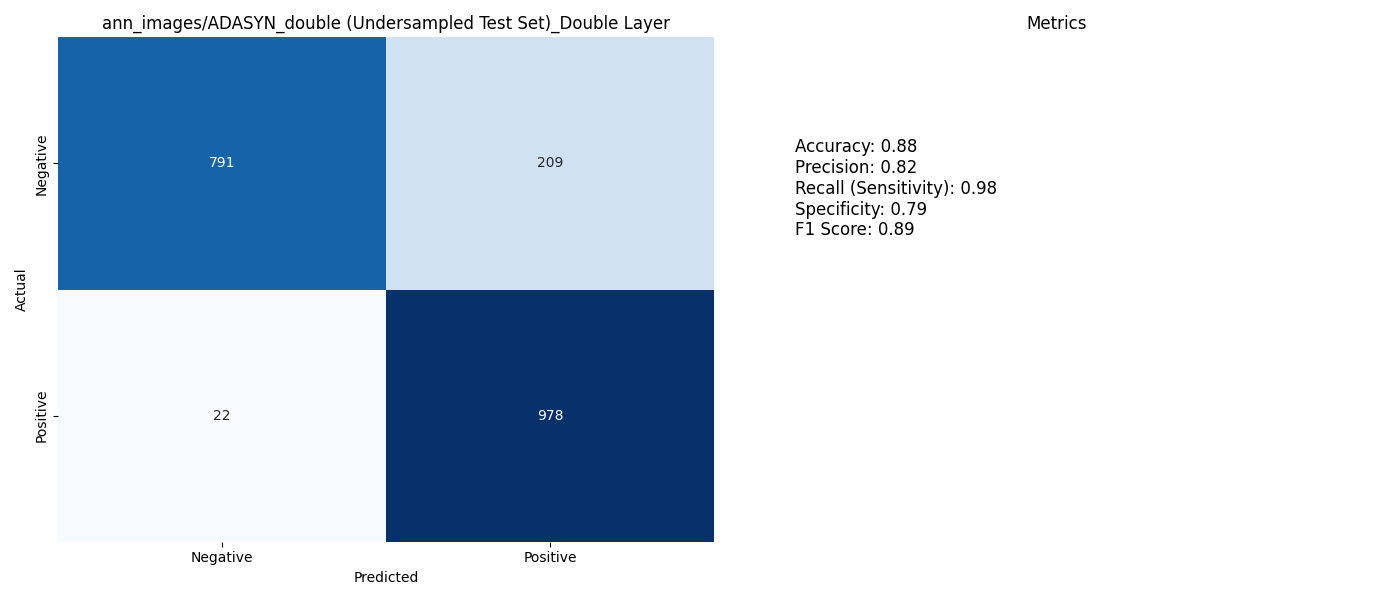 ann_images/ADASYN_double (Undersampled Test Set)_Double Layer
Metrics
Negative
791
209
Accuracy: 0.88
Precision: 0.82
Recall (Sensitivity): 0.98
Specificity: 0.79
F1 Score: 0.89
Actual
Positive
22
978
Negative
Positive
Predicted